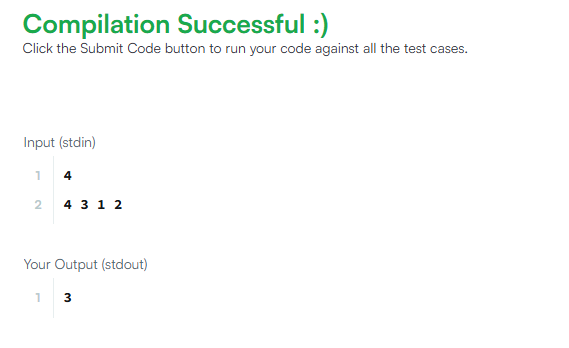 Compilation Successful :)
Click the Submit Code button to run your code against all the test cases.
Input (stdin)
1 4
2 4 3 1 2
Your Output (stdout)
1 3